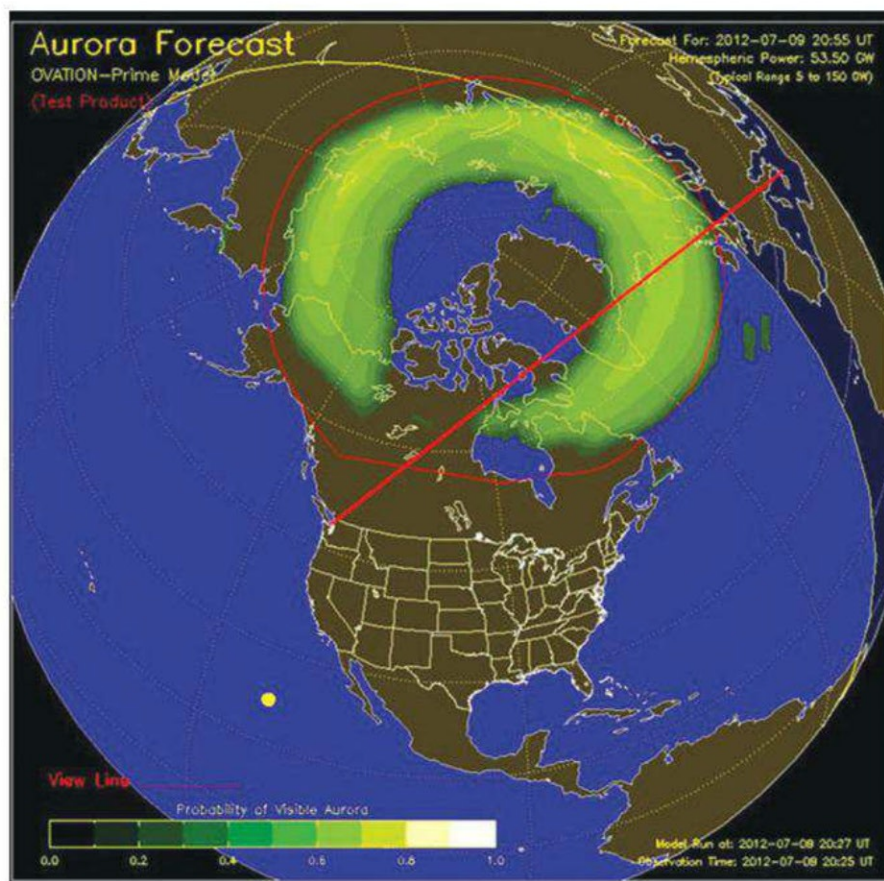 Aurora Forecast
OVATION-Prime Model
(Test Product)
Forecast For: 2012-07-09 20:55 UT
Hemispheric Power: 53.50 GW
(Typical Range 5 to 150 GW)
View Line
Probability of Visible Aurora
0.0 0.2 0.4 0.6 0.8 1.0
Model Run at: 2012-07-09 20:27 UT
Observation Time: 2012-07-09 20:25 UT